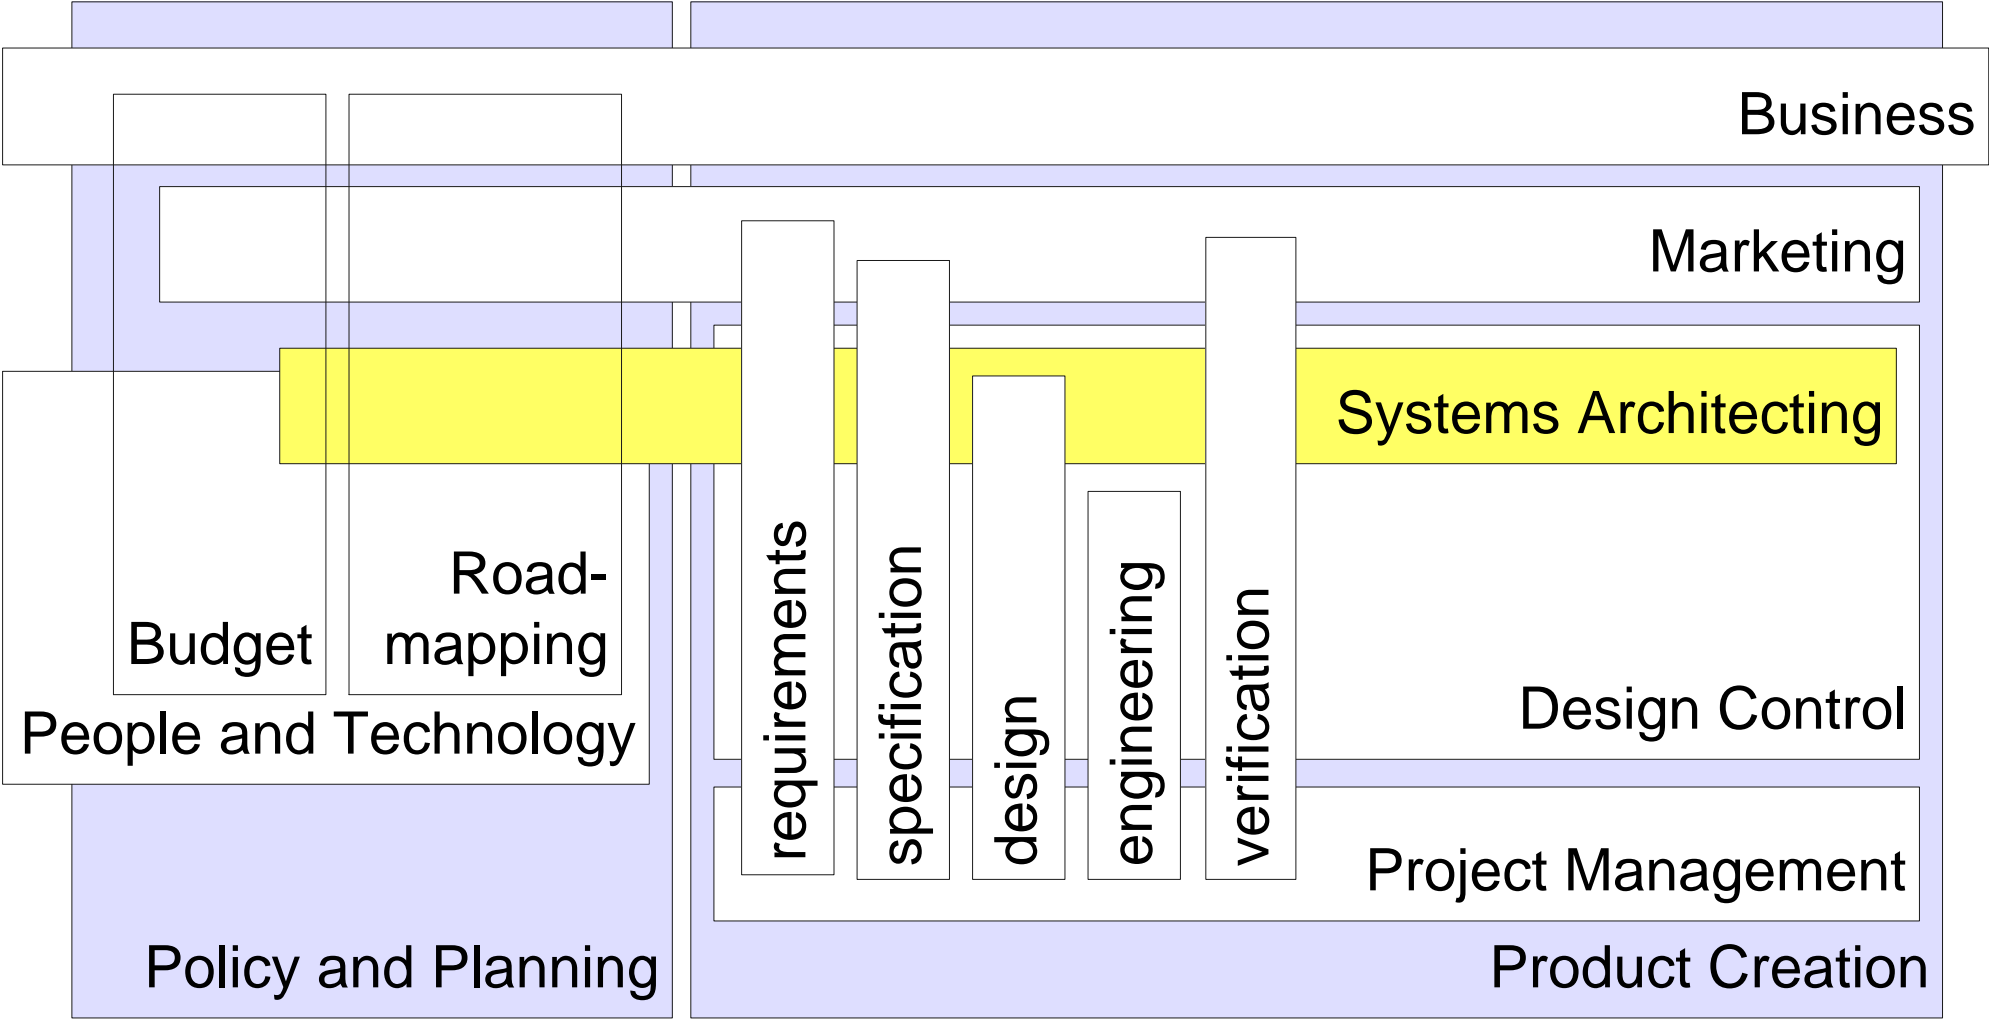 Business
Marketing
Systems Architecting
Road-
mapping
Budget
People and Technology
requirements
specification
design
engineering
verification
Design Control
Project Management
Policy and Planning
Product Creation